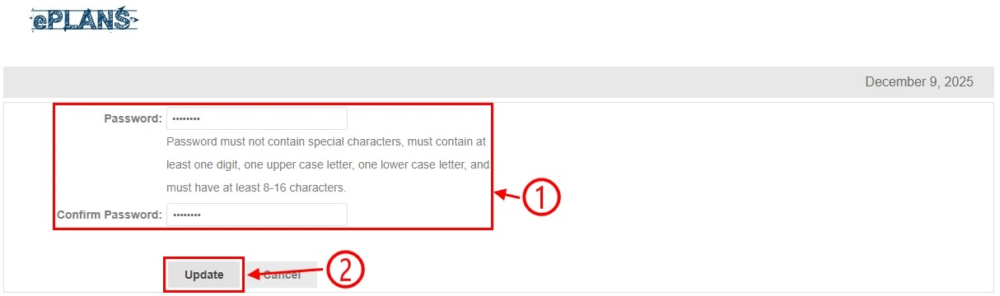 ePLANS
December 9, 2025
Password: ••••••••
Password must not contain special characters, must contain at
least one digit, one upper case letter, one lower case letter, and
must have at least 8-16 characters.
1
Confirm Password: ••••••••
Update Cancel 2